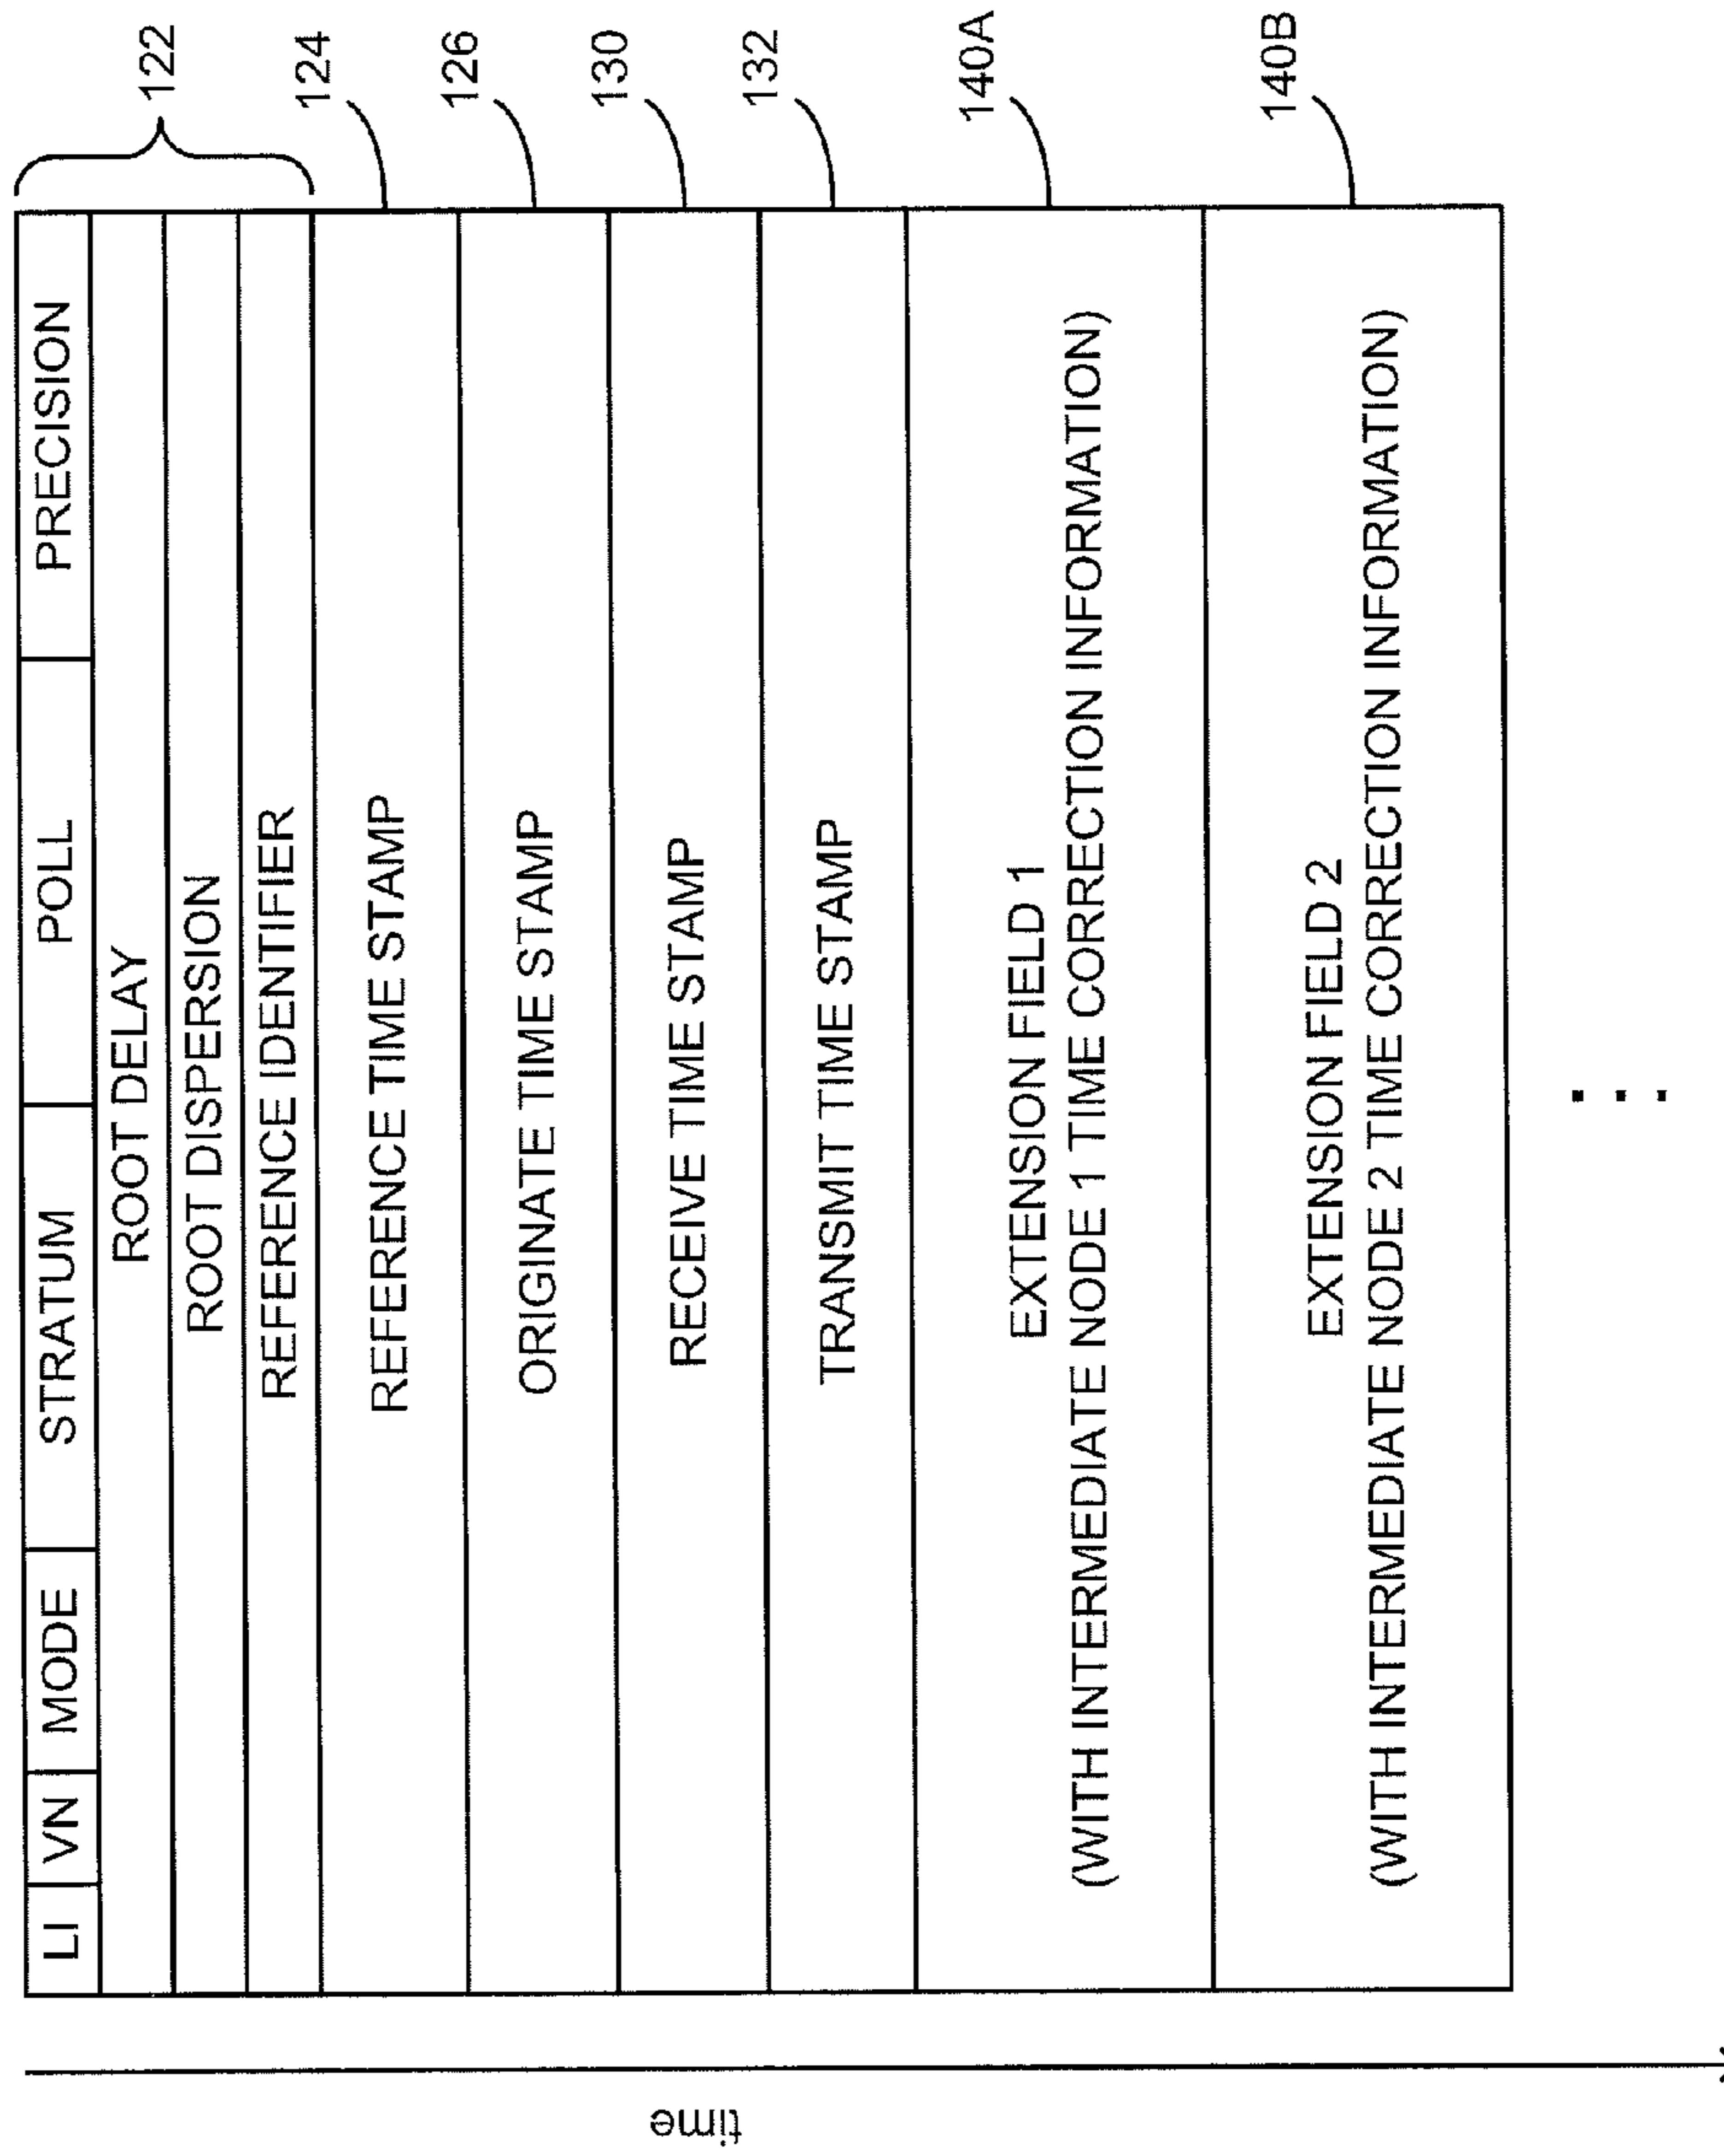 LI VN MODE STRATUM POLL PRECISION
ROOT DELAY
ROOT DISPERSION
REFERENCE IDENTIFIER
122
REFERENCE TIME STAMP
124
ORIGINATE TIME STAMP
126
RECEIVE TIME STAMP
130
TRANSMIT TIME STAMP
132
EXTENSION FIELD 1
(WITH INTERMEDIATE NODE 1 TIME CORRECTION INFORMATION)
140A
EXTENSION FIELD 2
(WITH INTERMEDIATE NODE 2 TIME CORRECTION INFORMATION)
140B
. . .
time